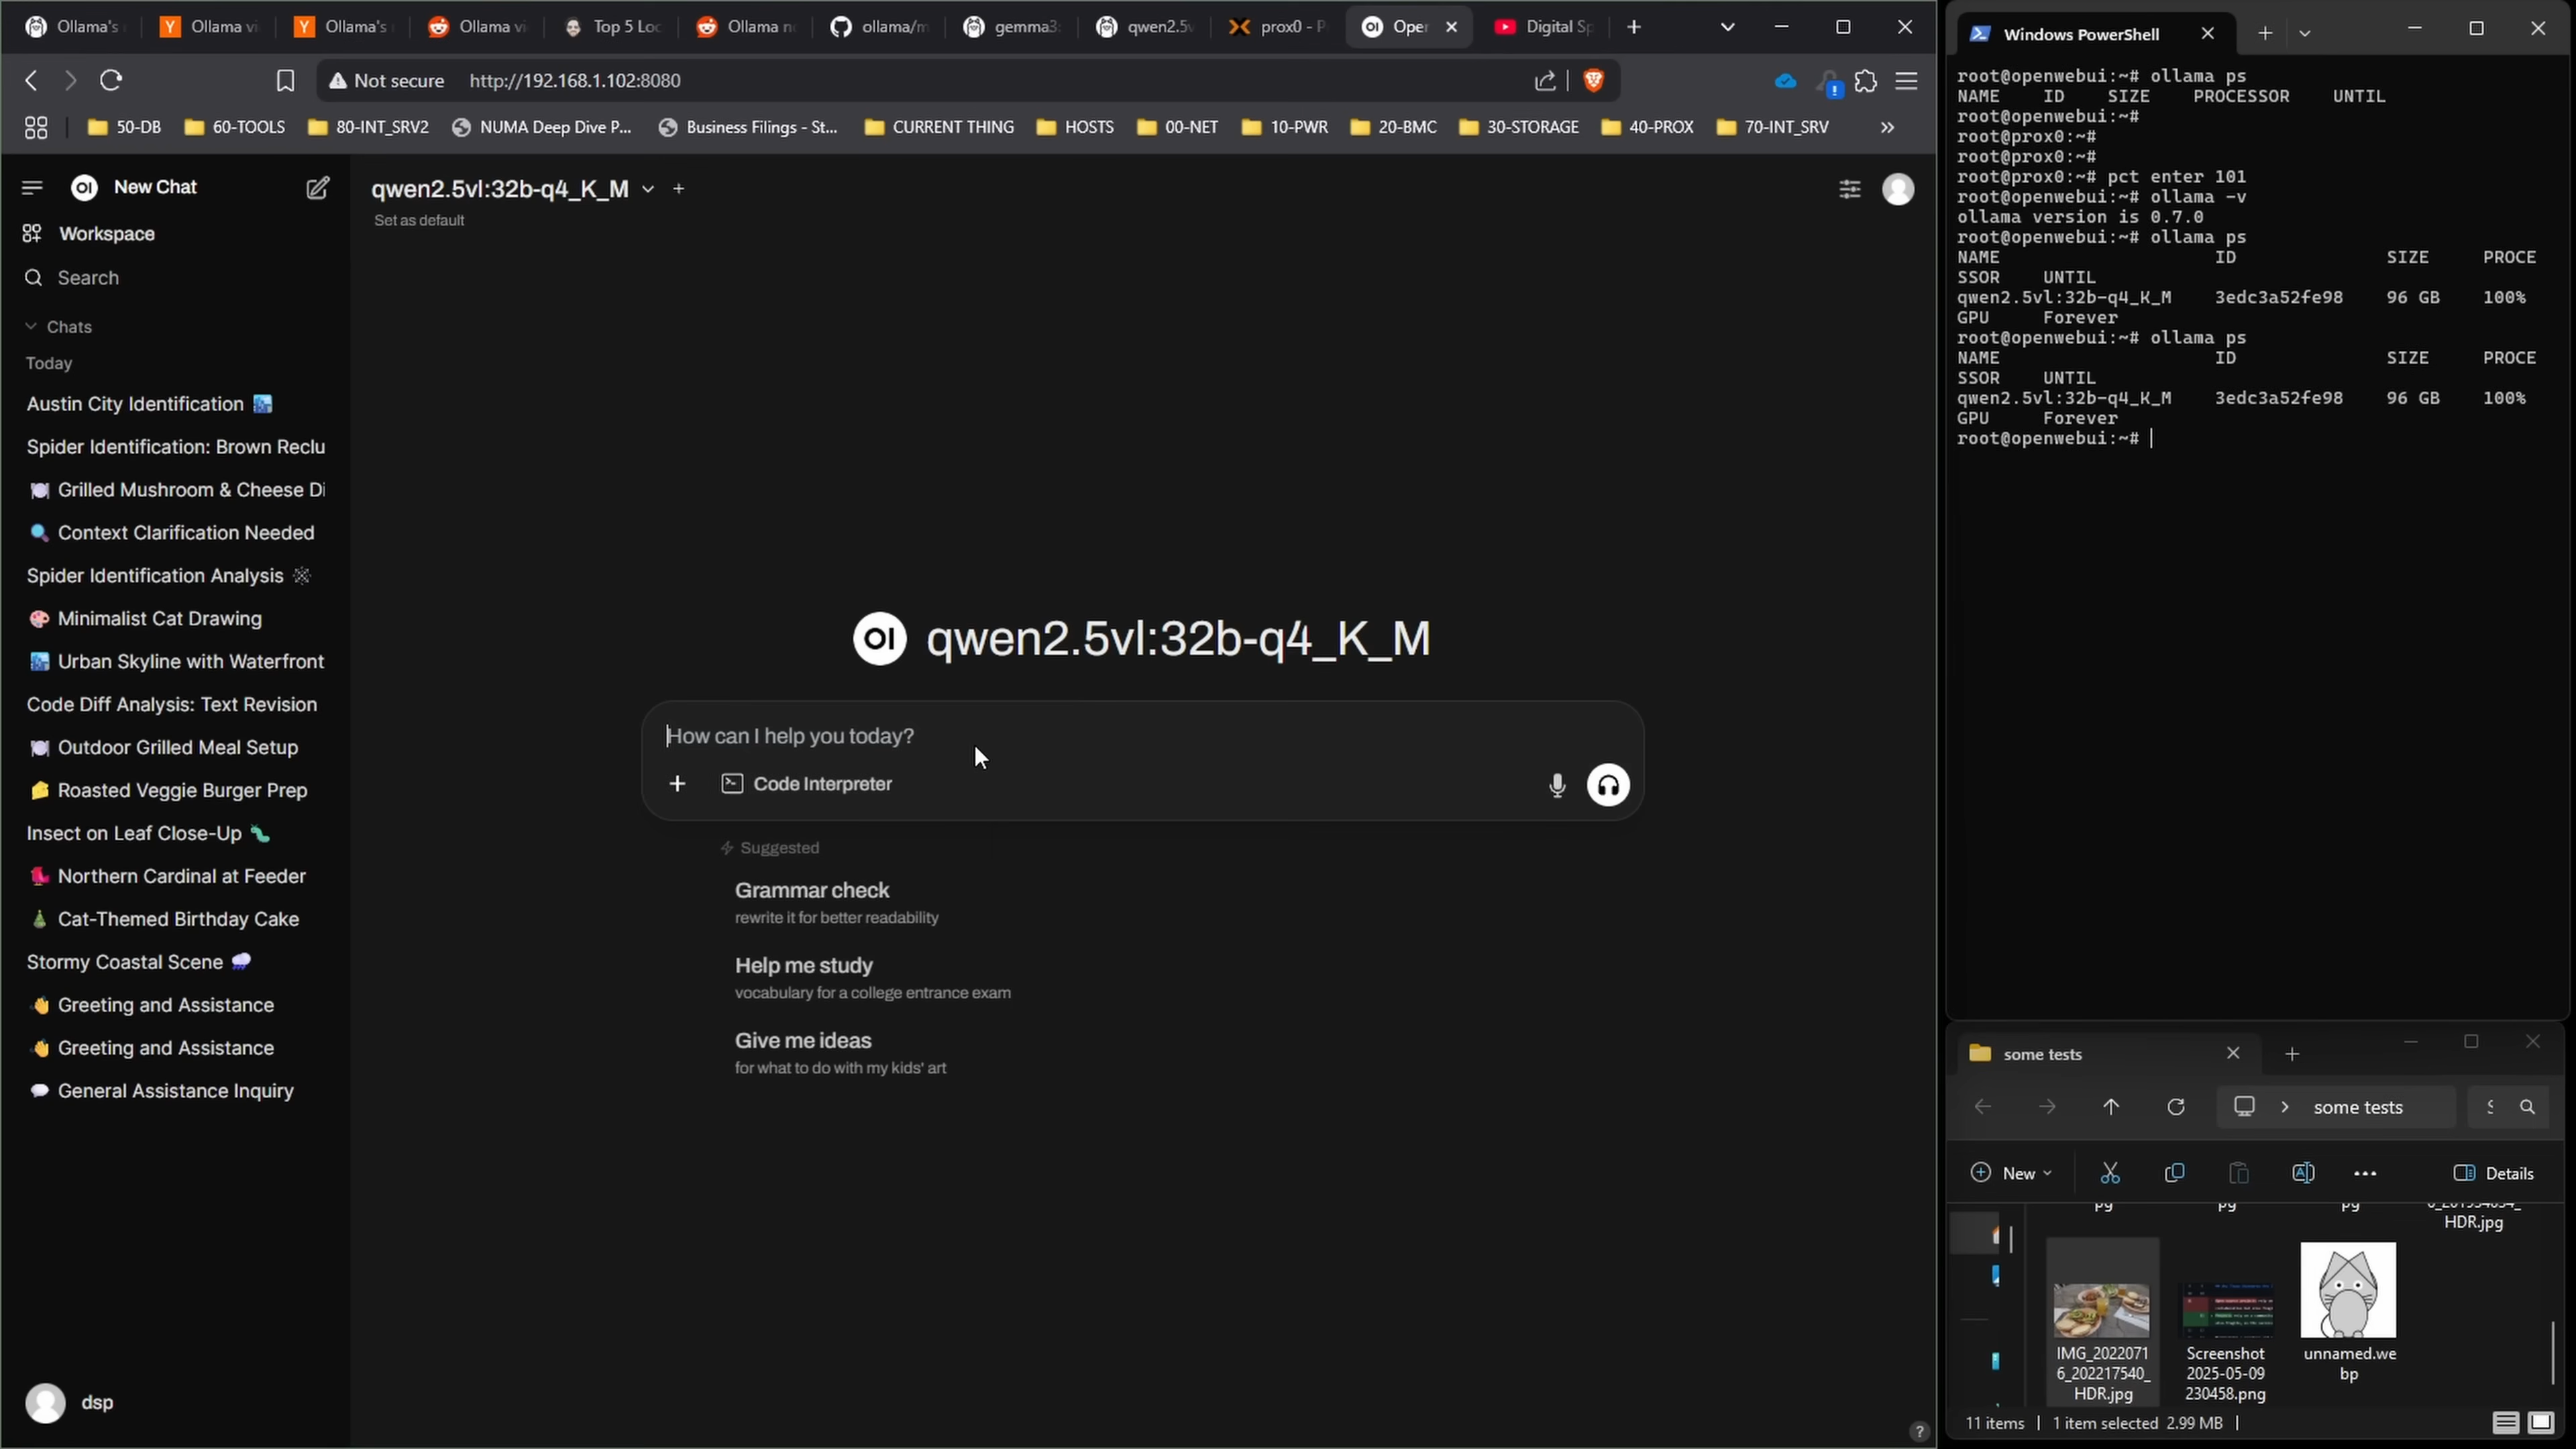 Ollama's
Ollama vi
Ollama's
Ollama vi
Top 5 Loc
Ollama n
ollama/m
gemma3:
qwen2.5v
prox0 - P
Ope
Digital Sp
Not secure http://192.168.1.102:8080
50-DB 60-TOOLS 80-INT_SRV2 NUMA Deep Dive P... Business Filings - St... CURRENT THING HOSTS 00-NET 10-PWR 20-BMC 30-STORAGE 40-PROX 70-INT_SRV »
OI New Chat
Workspace
Search
Chats
Today
Austin City Identification
Spider Identification: Brown Reclu
Grilled Mushroom & Cheese Di
Context Clarification Needed
Spider Identification Analysis
Minimalist Cat Drawing
Urban Skyline with Waterfront
Code Diff Analysis: Text Revision
Outdoor Grilled Meal Setup
Roasted Veggie Burger Prep
Insect on Leaf Close-Up
Northern Cardinal at Feeder
Cat-Themed Birthday Cake
Stormy Coastal Scene
Greeting and Assistance
Greeting and Assistance
General Assistance Inquiry
dsp
qwen2.5vl:32b-q4_K_M
Set as default
OI qwen2.5vl:32b-q4_K_M
How can I help you today?
Code Interpreter
Suggested
Grammar check
rewrite it for better readability
Help me study
vocabulary for a college entrance exam
Give me ideas
for what to do with my kids' art
?
Windows PowerShell
root@openwebui:~# ollama ps
NAME ID SIZE PROCESSOR UNTIL
root@openwebui:~#
root@prox0:~#
root@prox0:~#
root@prox0:~# pct enter 101
root@openwebui:~# ollama -v
ollama version is 0.7.0
root@openwebui:~# ollama ps
NAME ID SIZE PROCE
SSOR UNTIL
qwen2.5vl:32b-q4_K_M 3edc3a52fe98 96 GB 100%
GPU Forever
root@openwebui:~# ollama ps
NAME ID SIZE PROCE
SSOR UNTIL
qwen2.5vl:32b-q4_K_M 3edc3a52fe98 96 GB 100%
GPU Forever
root@openwebui:~#
some tests
some tests
New Details
pg pg pg
HDR.jpg
IMG_2022071
6_202217540_
HDR.jpg
Screenshot
2025-05-09
230458.png
unnamed.we
bp
11 items 1 item selected 2.99 MB